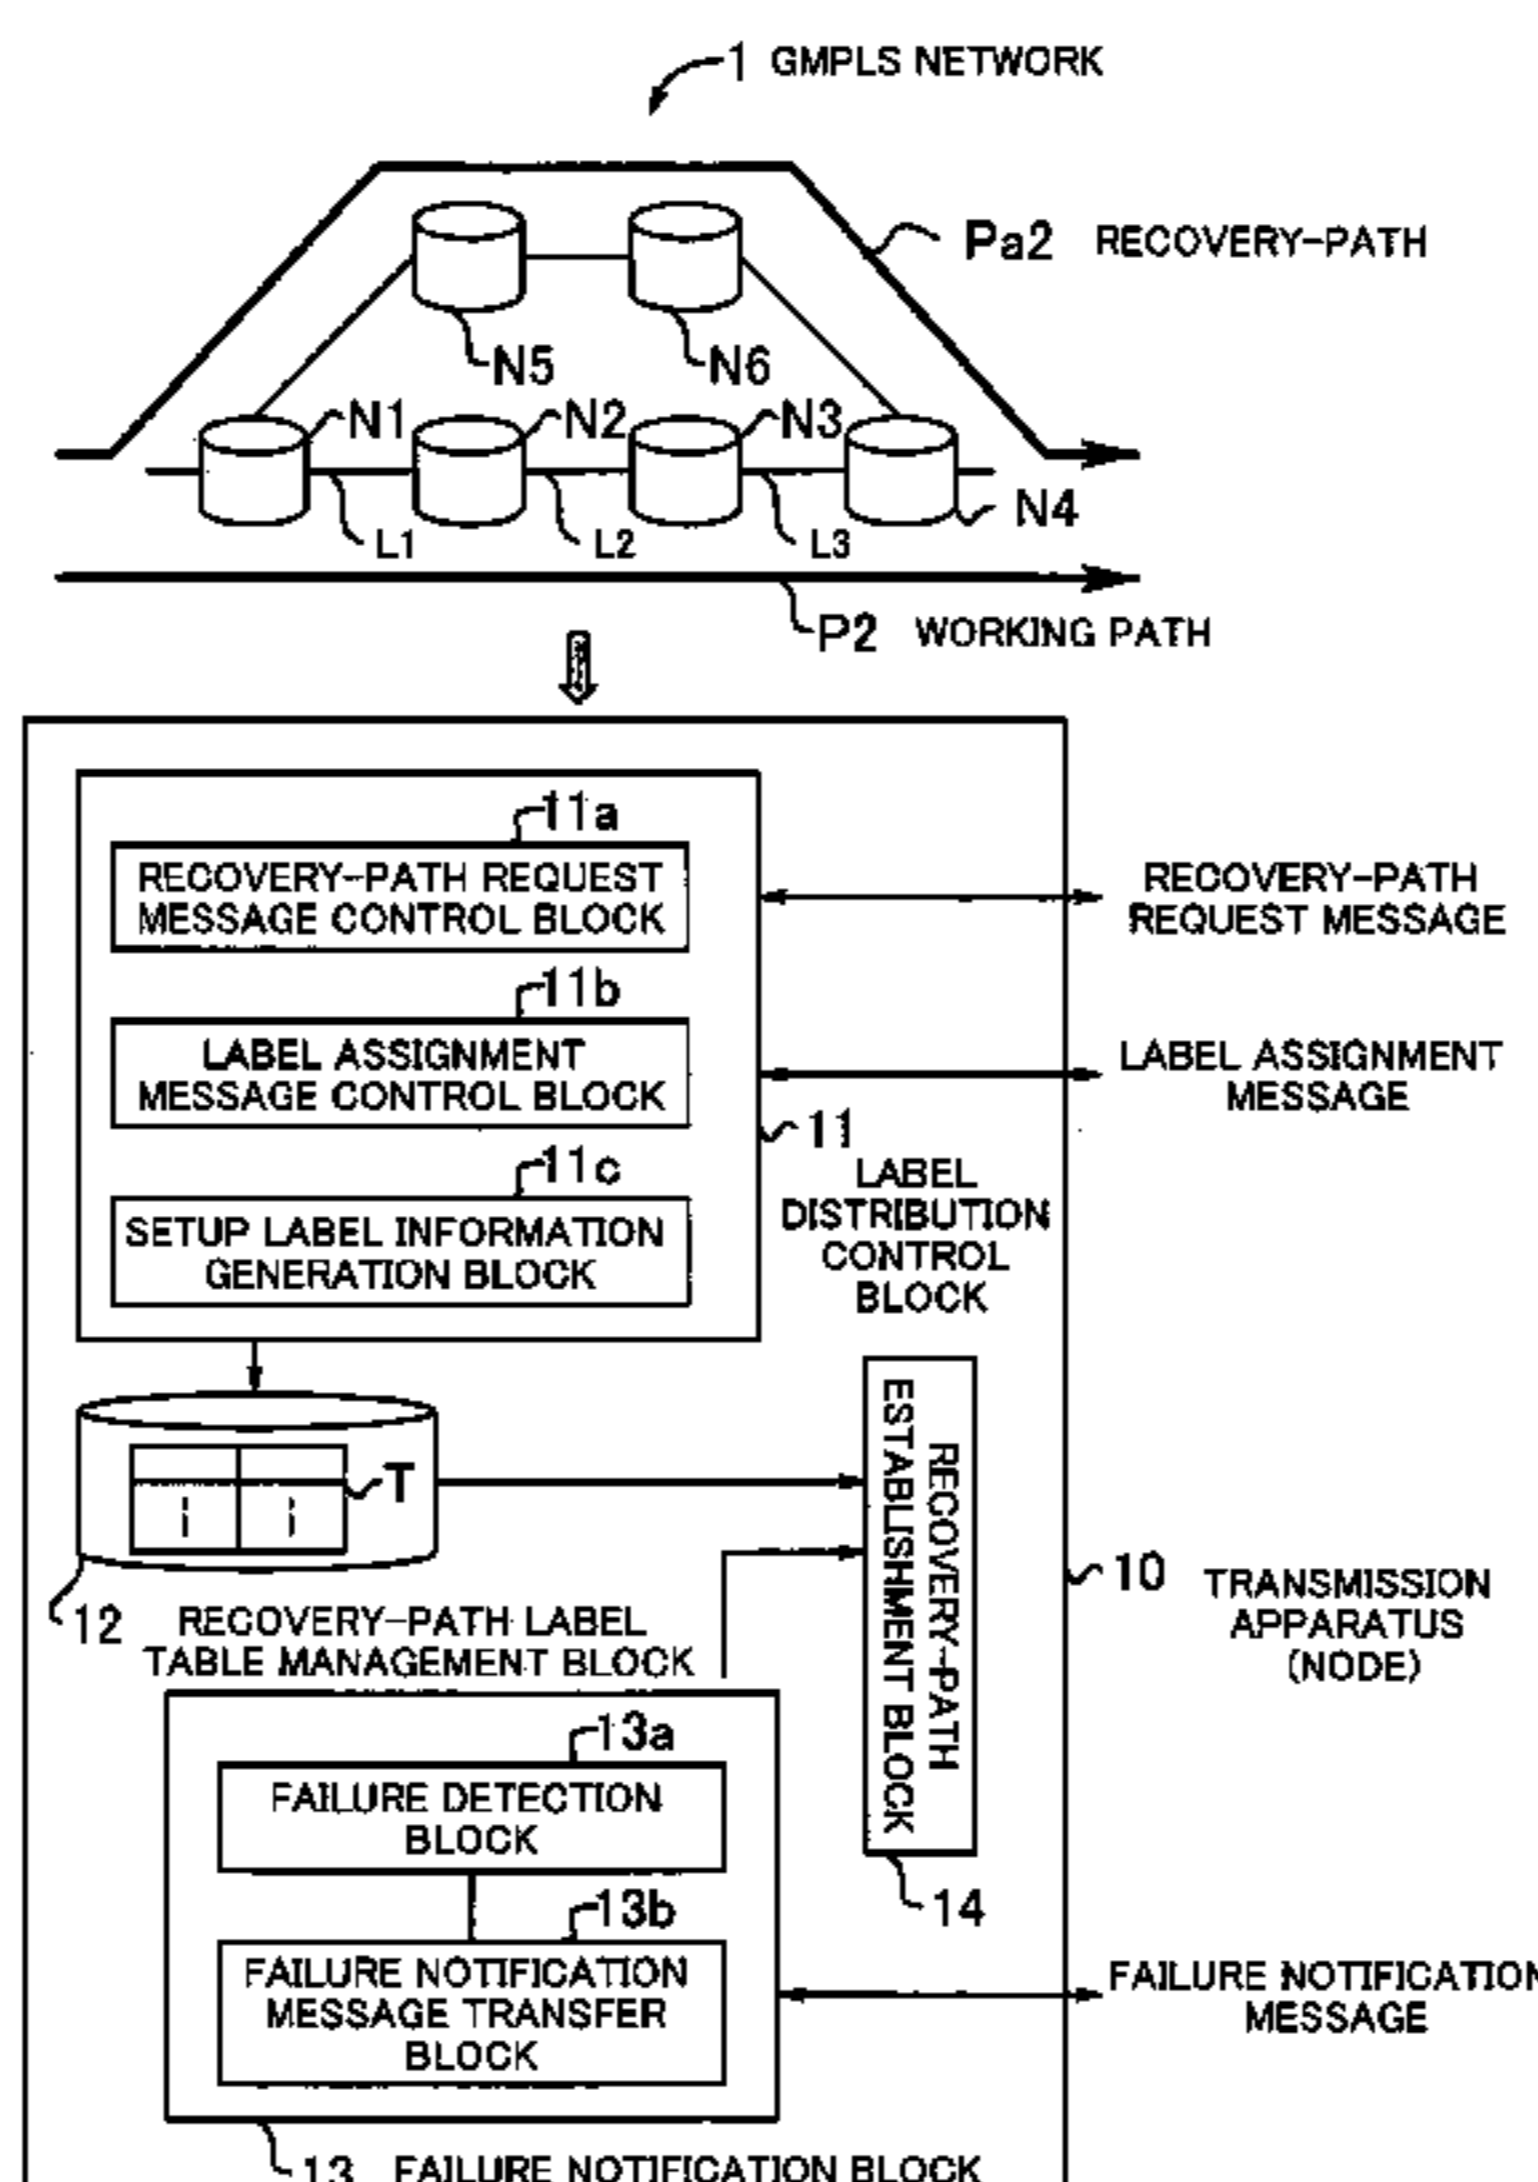 1 GMPLS NETWORK
Pa2 RECOVERY-PATH
N5
N6
N1
N2
N3
N4
L1
L2
L3
P2 WORKING PATH
11a
RECOVERY-PATH REQUEST
MESSAGE CONTROL BLOCK
RECOVERY-PATH
REQUEST MESSAGE
11b
LABEL ASSIGNMENT
MESSAGE CONTROL BLOCK
LABEL ASSIGNMENT
MESSAGE
11
LABEL
DISTRIBUTION
CONTROL
BLOCK
11c
SETUP LABEL INFORMATION
GENERATION BLOCK
T
12
RECOVERY-PATH LABEL
TABLE MANAGEMENT BLOCK
RECOVERY-PATH
ESTABLISHMENT BLOCK
14
10
TRANSMISSION
APPARATUS
(NODE)
13a
FAILURE DETECTION
BLOCK
13b
FAILURE NOTIFICATION
MESSAGE TRANSFER
BLOCK
FAILURE NOTIFICATION
MESSAGE
13 FAILURE NOTIFICATION BLOCK